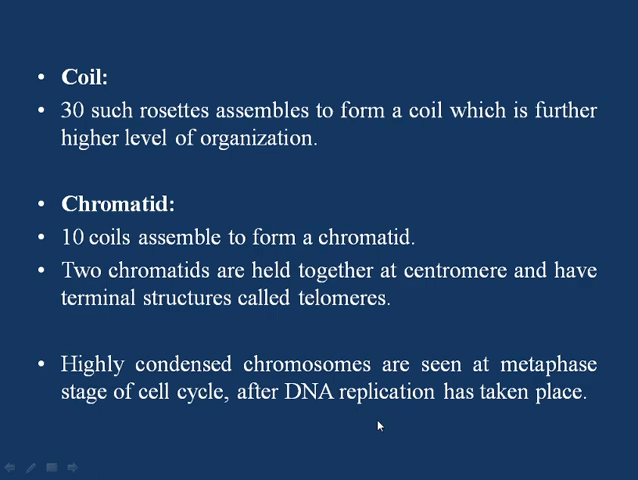 • Coil:
• 30 such rosettes assembles to form a coil which is further
higher level of organization.
• Chromatid:
• 10 coils assemble to form a chromatid.
• Two chromatids are held together at centromere and have
terminal structures called telomeres.
• Highly condensed chromosomes are seen at metaphase
stage of cell cycle, after DNA replication has taken place.